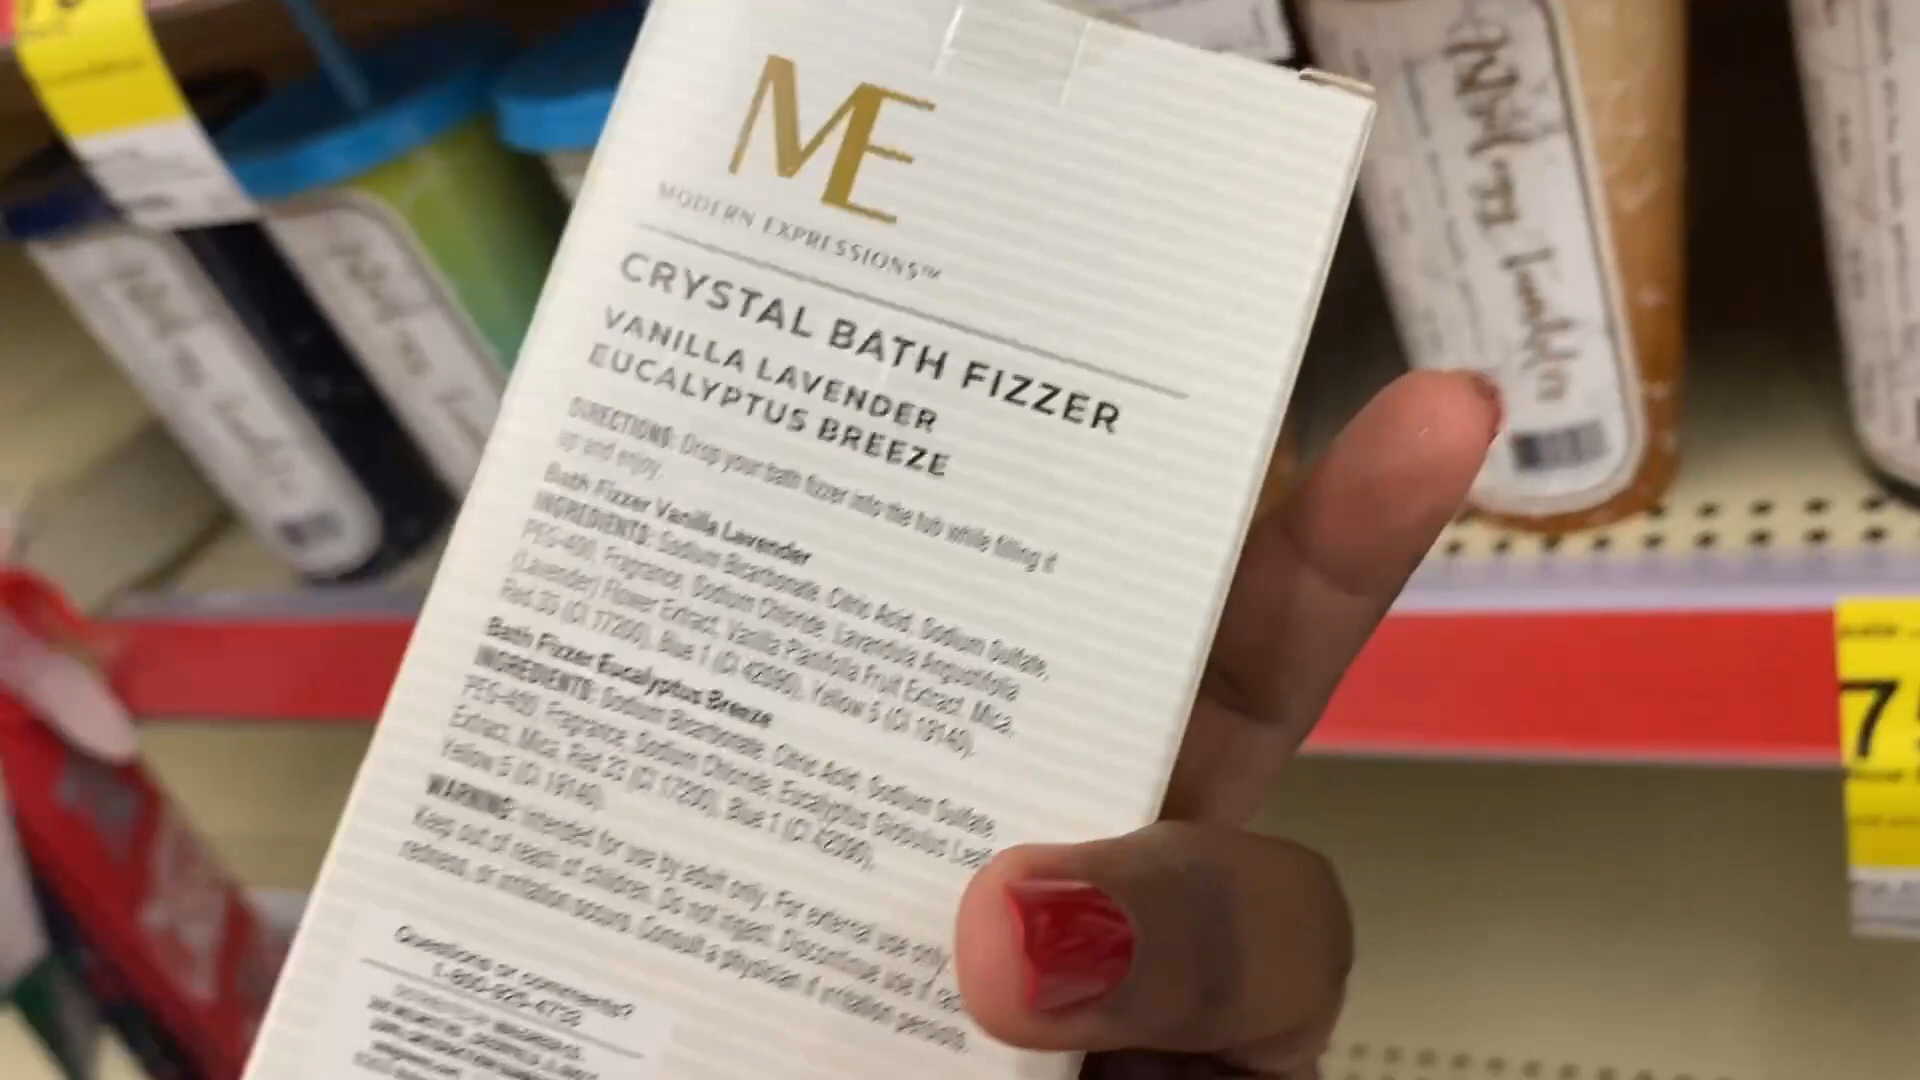 ME
MODERN EXPRESSIONS™
CRYSTAL BATH FIZZER
VANILLA LAVENDER
EUCALYPTUS BREEZE
DIRECTIONS: Drop your bath fizzer into the tub while filling it
up and enjoy.
Bath Fizzer Vanilla Lavender
INGREDIENTS: Sodium Bicarbonate, Citric Acid, Sodium Sulfate,
PEG-400, Fragrance, Sodium Chloride, Lavandula Angustifolia
(Lavender) Flower Extract, Vanilla Planifolia Fruit Extract, Mica,
Red 33 (CI 17200), Blue 1 (CI 42090), Yellow 5 (CI 19140).
Bath Fizzer Eucalyptus Breeze
INGREDIENTS: Sodium Bicarbonate, Citric Acid, Sodium Sulfate,
PEG-400, Fragrance, Sodium Chloride, Eucalyptus Globulus Leaf
Extract, Mica, Red 33 (CI 17200), Blue 1 (CI 42090),
Yellow 5 (CI 19140).
WARNING: Intended for use by adult only. For external use only.
Keep out of reach of children. Do not ingest. Discontinue use if
redness, or irritation occurs. Consult a physician if irritation persists.
Questions or comments?
7